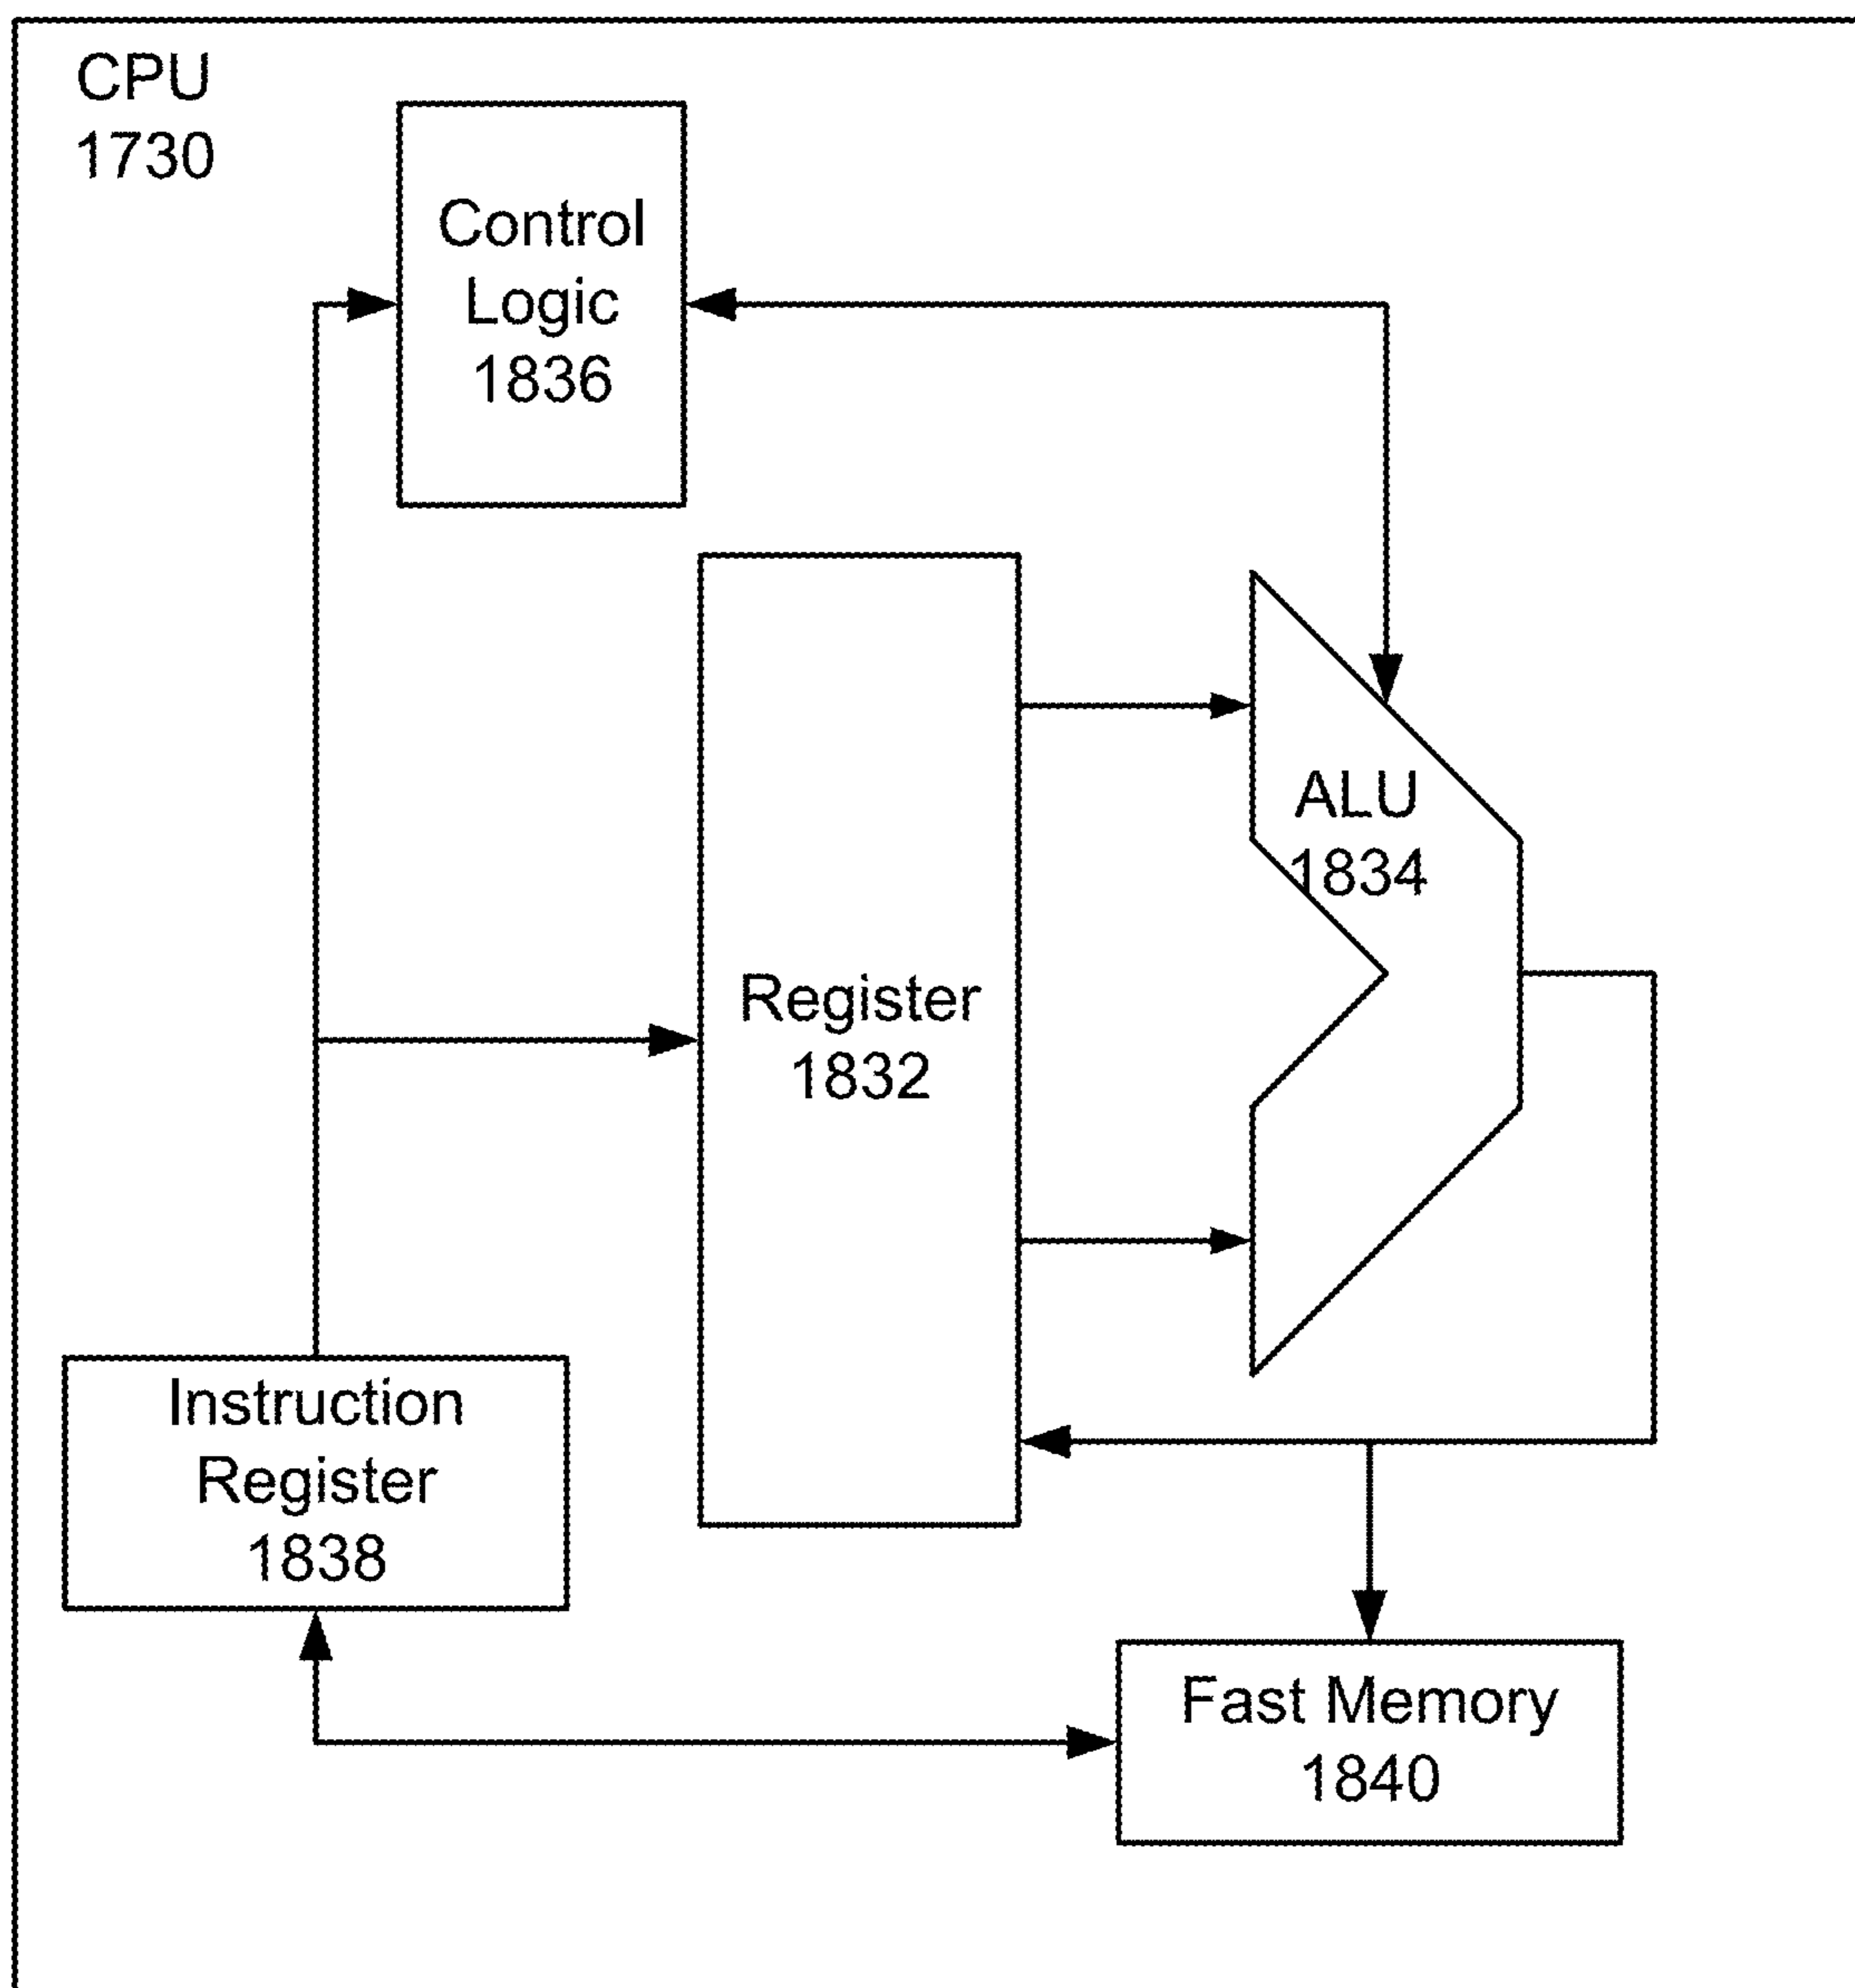 CPU
1730
Control
Logic
1836
ALU
1834
Register
1832
Instruction
Register
1838
Fast Memory
1840